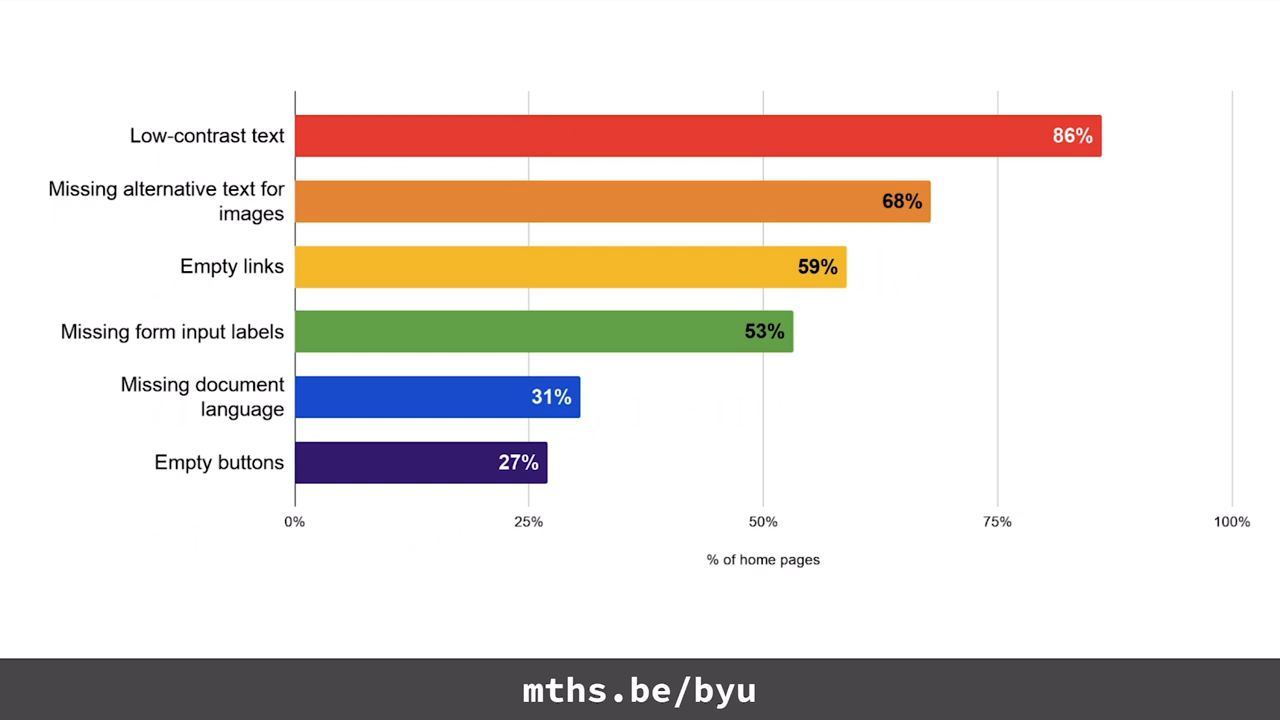 Low-contrast text
86%
Missing alternative text for
images
68%
Empty links
59%
Missing form input labels
53%
Missing document
language
31%
Empty buttons
27%
0%
25%
50%
75%
100%
% of home pages
mths.be/byu